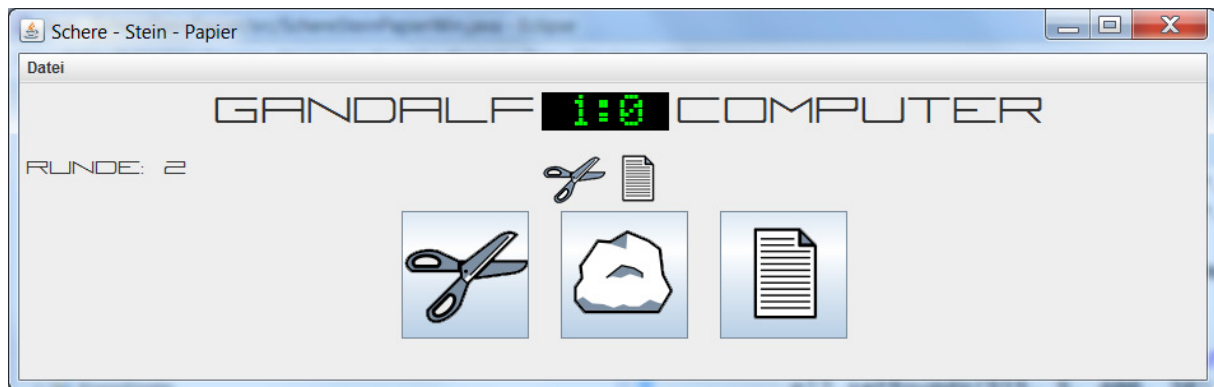 Schere - Stein - Papier
Datei
GANDALF 1:0 COMPUTER
RUNDE: 2